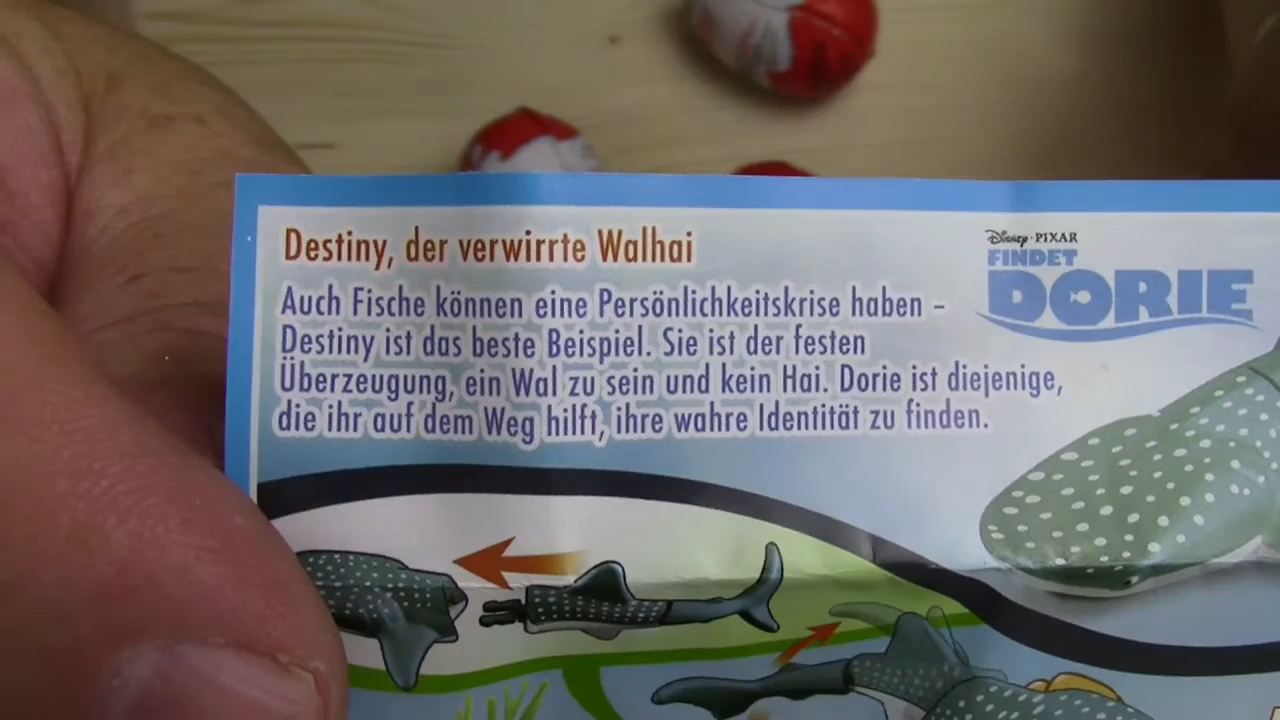 Destiny, der verwirrte Walhai
Auch Fische können eine Persönlichkeitskrise haben –
Destiny ist das beste Beispiel. Sie ist der festen
Überzeugung, ein Wal zu sein und kein Hai. Dorie ist diejenige,
die ihr auf dem Weg hilft, ihre wahre Identität zu finden.
Disney · PIXAR
FINDET
DORIE